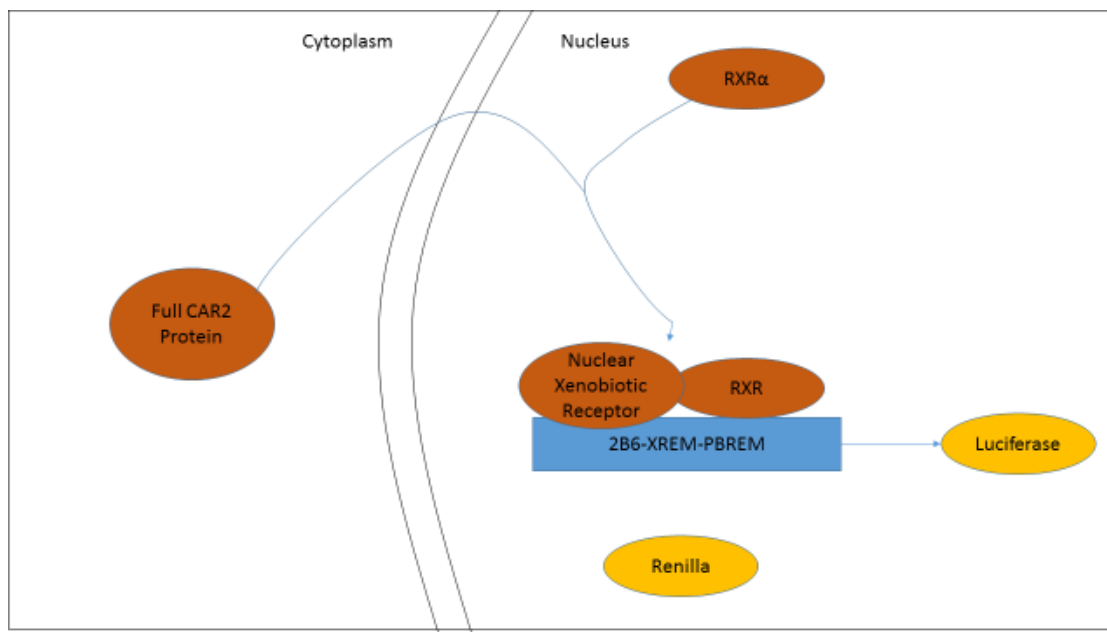 Cytoplasm
Nucleus
RXRα
Full CAR2
Protein
Nuclear
Xenobiotic
Receptor
RXR
2B6-XREM-PBREM
Luciferase
Renilla